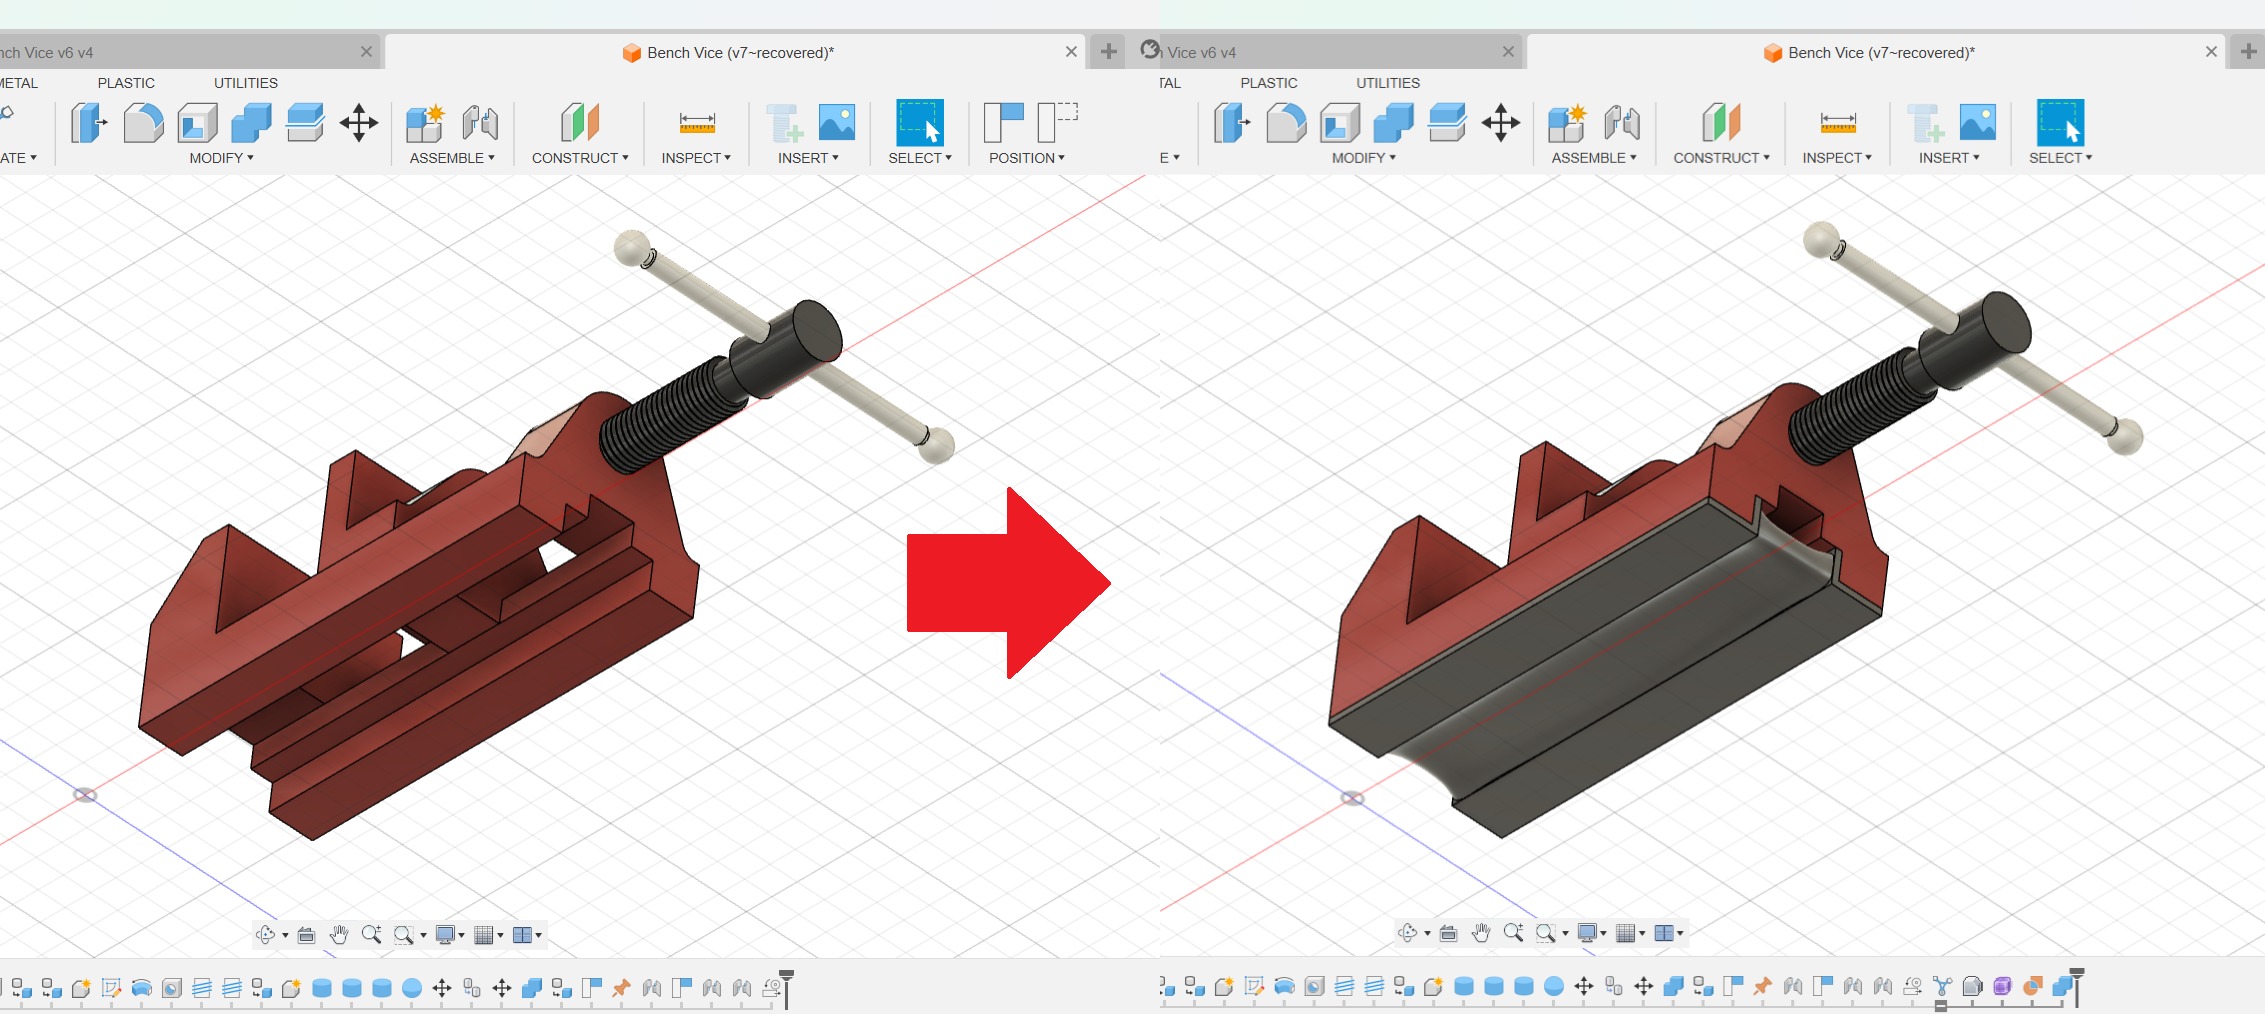 nch Vice v6 v4
Bench Vice (v7~recovered)*
Vice v6 v4
Bench Vice (v7~recovered)*
METAL PLASTIC UTILITIES
TAL PLASTIC UTILITIES
ATE MODIFY ASSEMBLE CONSTRUCT INSPECT INSERT SELECT POSITION
E MODIFY ASSEMBLE CONSTRUCT INSPECT INSERT SELECT